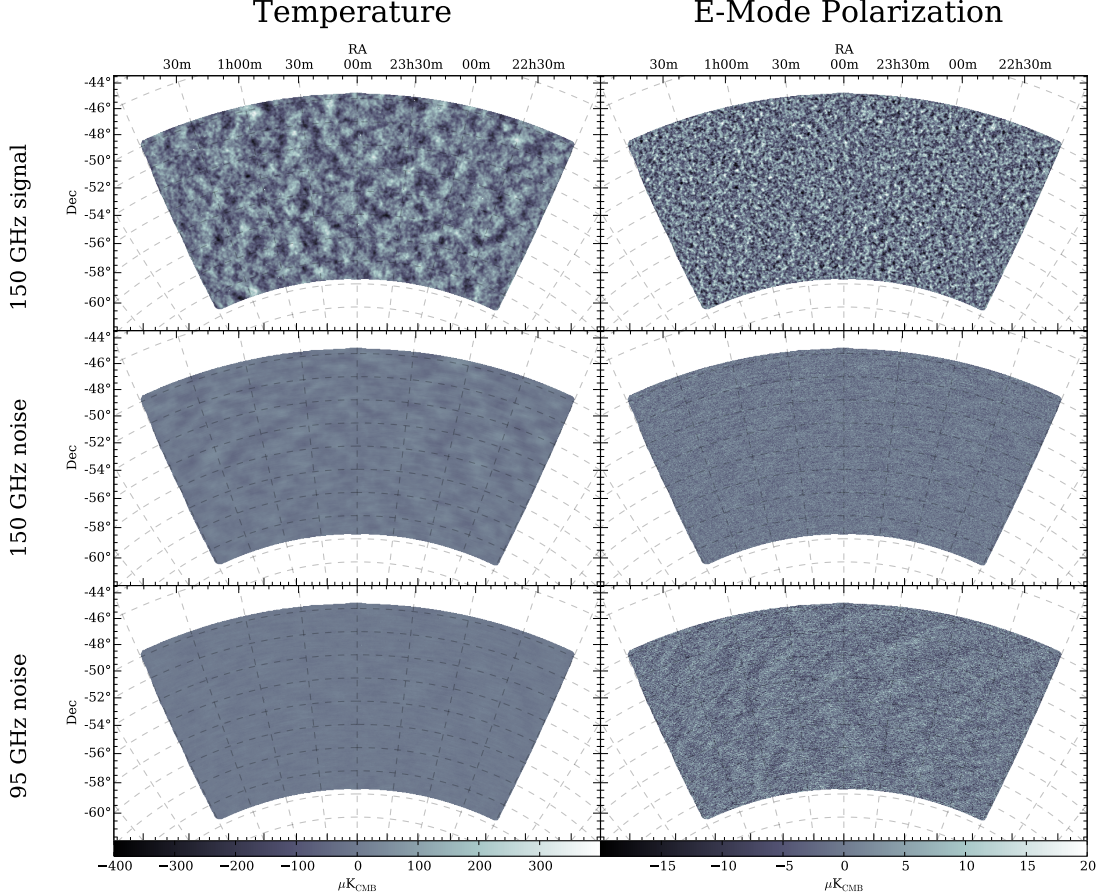 Temperature E-Mode Polarization
RA RA
30m 1h00m 30m 00m 23h30m 00m 22h30m 30m 1h00m 30m 00m 23h30m 00m 22h30m
150 GHz signal
Dec
-44°
-46°
-48°
-50°
-52°
-54°
-56°
-58°
-60°
150 GHz noise
Dec
-44°
-46°
-48°
-50°
-52°
-54°
-56°
-58°
-60°
95 GHz noise
Dec
-44°
-46°
-48°
-50°
-52°
-54°
-56°
-58°
-60°
−400 −300 −200 −100 0 100 200 300 −15 −10 −5 0 5 10 15 20
μK_CMB μK_CMB